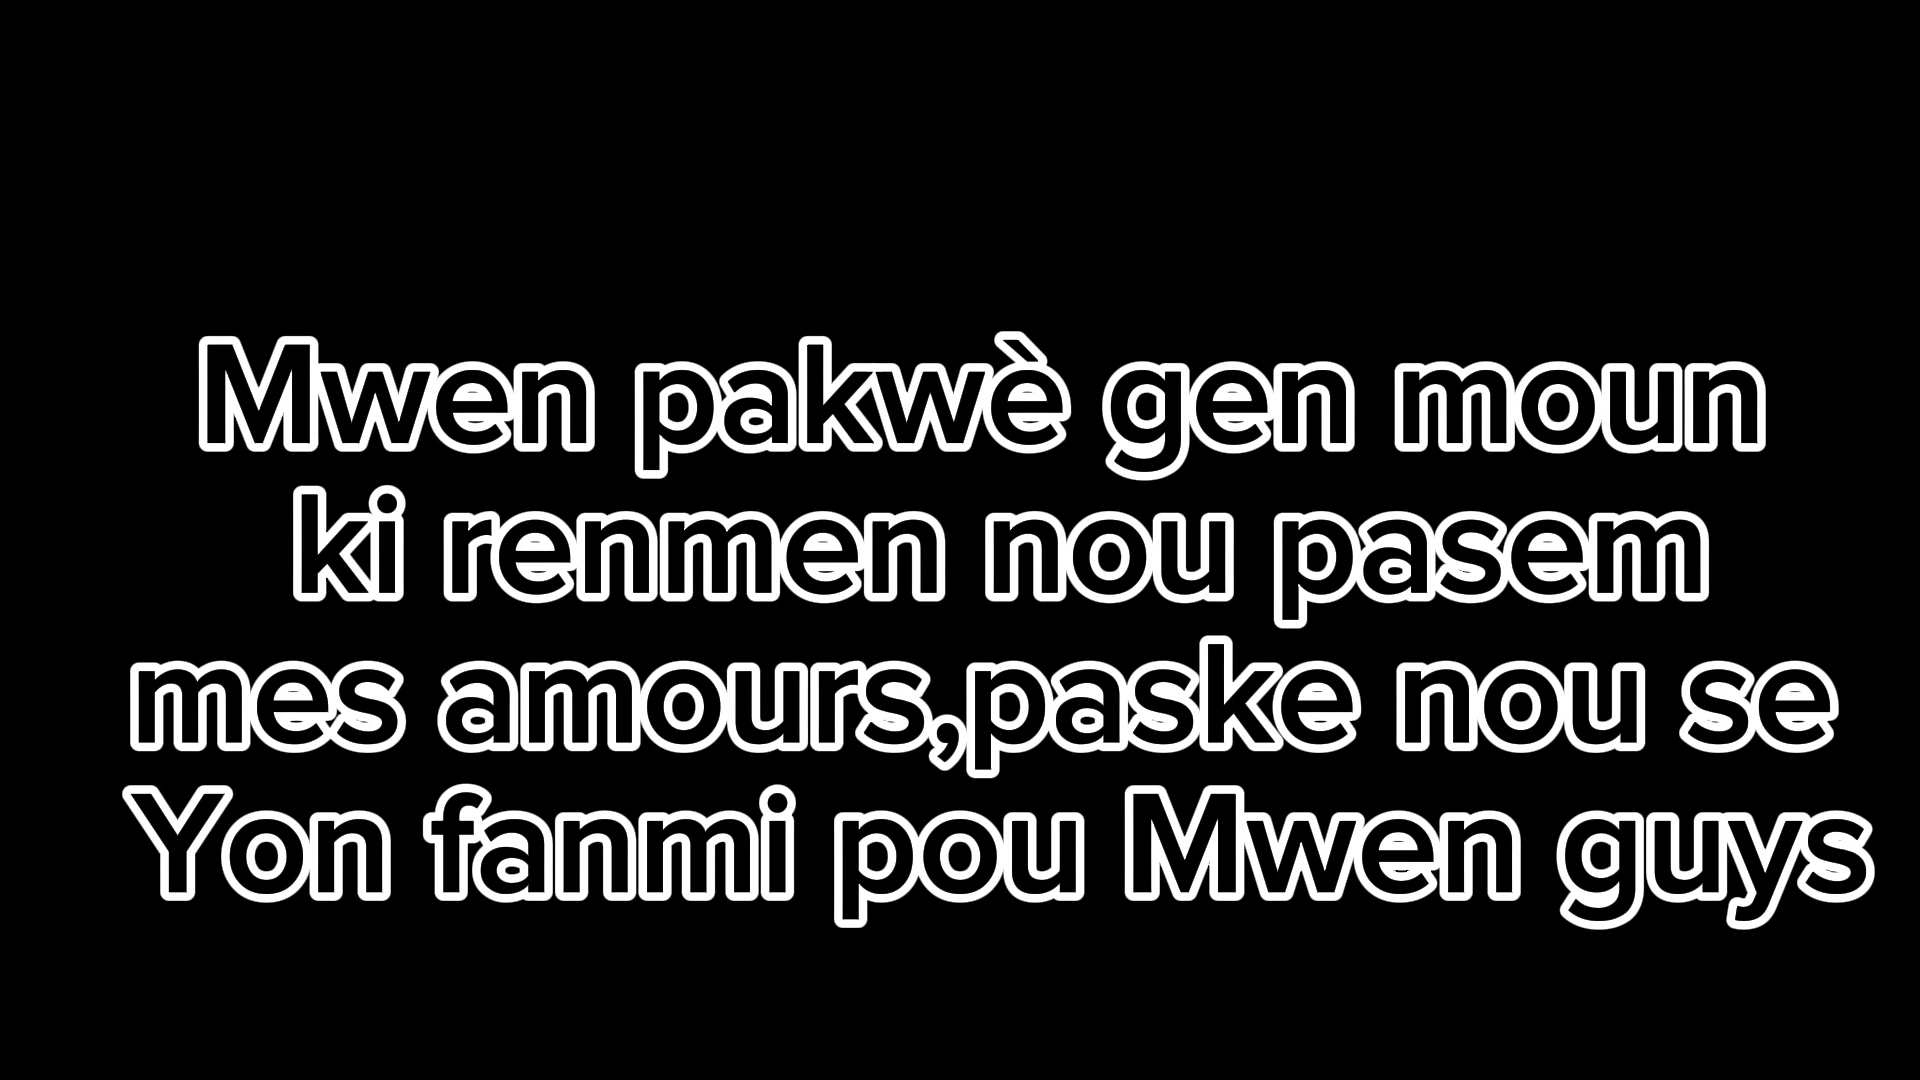 Mwen pakwè gen moun
ki renmen nou pasem
mes amours,paske nou se
Yon fanmi pou Mwen guys